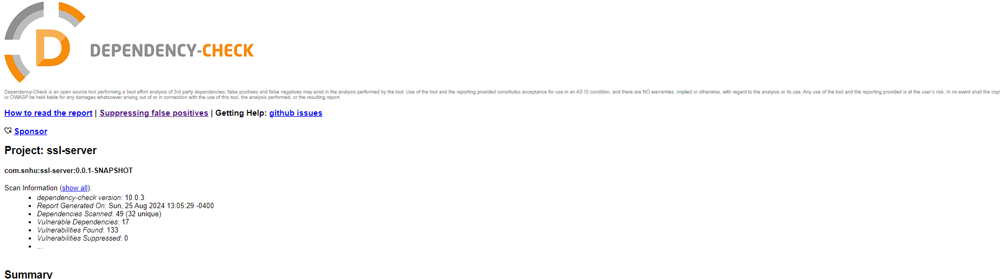 DEPENDENCY-CHECK
Dependency-Check is an open source tool performing a best effort analysis of 3rd party dependencies; false positives and false negatives may exist in the analysis performed by the tool. Use of the tool and the reporting provided constitutes acceptance for use in an AS IS condition, and there are NO warranties, implied or otherwise, with regard to the analysis or its use. Any use of the tool and the reporting provided is at the user's risk. In no event shall the cop
or OWASP be held liable for any damages whatsoever arising out of or in connection with the use of this tool, the analysis performed, or the resulting report.
How to read the report | Suppressing false positives | Getting Help: github issues
Sponsor
Project: ssl-server
com.snhu:ssl-server:0.0.1-SNAPSHOT
Scan Information (show all):
• dependency-check version: 10.0.3
• Report Generated On: Sun, 25 Aug 2024 13:05:29 -0400
• Dependencies Scanned: 49 (32 unique)
• Vulnerable Dependencies: 17
• Vulnerabilities Found: 133
• Vulnerabilities Suppressed: 0
• ...
Summary